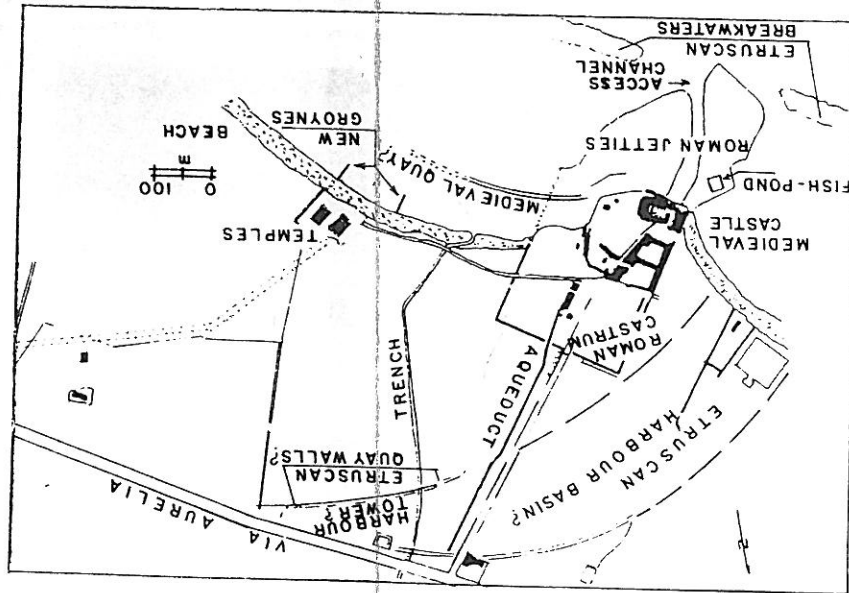 VIA AURELIA
HARBOUR
TOWER?
ETRUSCAN
QUAY WALLS?
ETRUSCAN
HARBOUR BASIN?
AQUEDUCT
TRENCH
ROMAN
CASTRUM
MEDIEVAL
CASTLE
TEMPLES
FISH-POND
ROMAN JETTIES
MEDIEVAL QUAY?
NEW
GROYNES
BEACH
0 100
m
ACCESS
CHANNEL
ETRUSCAN
BREAKWATERS
N